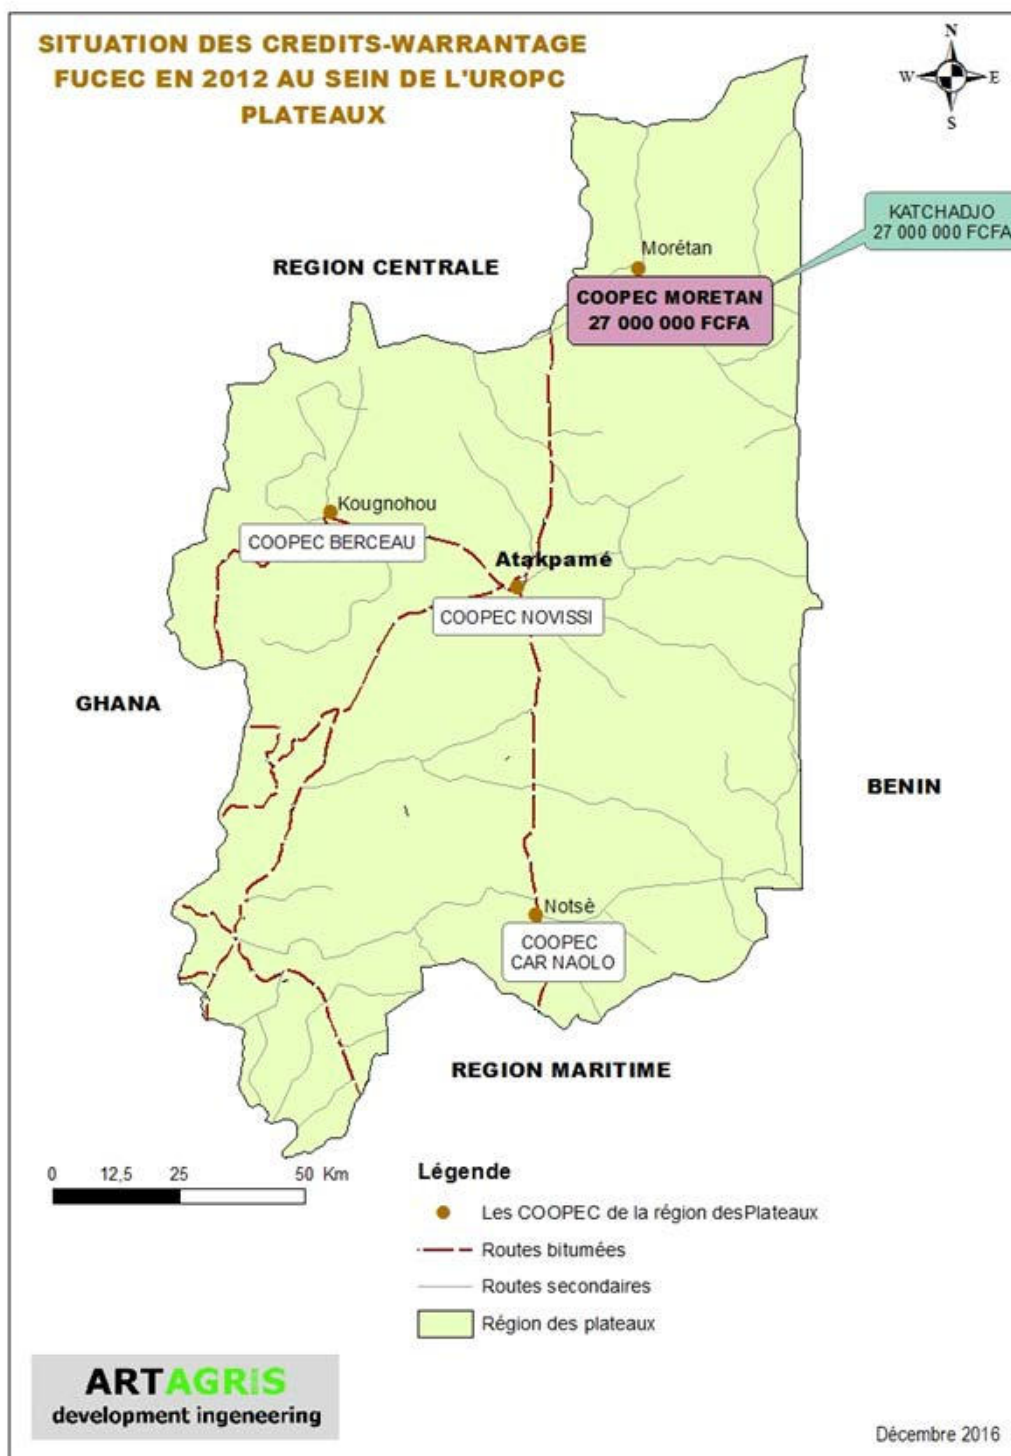 SITUATION DES CREDITS-WARRANTAGE
FUCEC EN 2012 AU SEIN DE L'UROPC
PLATEAUX
N
W
E
S
KATCHADJO
27 000 000 FCFA
Morétan
REGION CENTRALE
COOPEC MORETAN
27 000 000 FCFA
Kougnohou
COOPEC BERCEAU
Atakpamé
COOPEC NOVISSI
GHANA
BENIN
Notsè
COOPEC
CAR NAOLO
REGION MARITIME
0 12,5 25 50 Km
Légende
Les COOPEC de la région desPlateaux
Routes bitumées
Routes secondaires
Région des plateaux
ARTAGRIS
development ingeneering
Décembre 2016